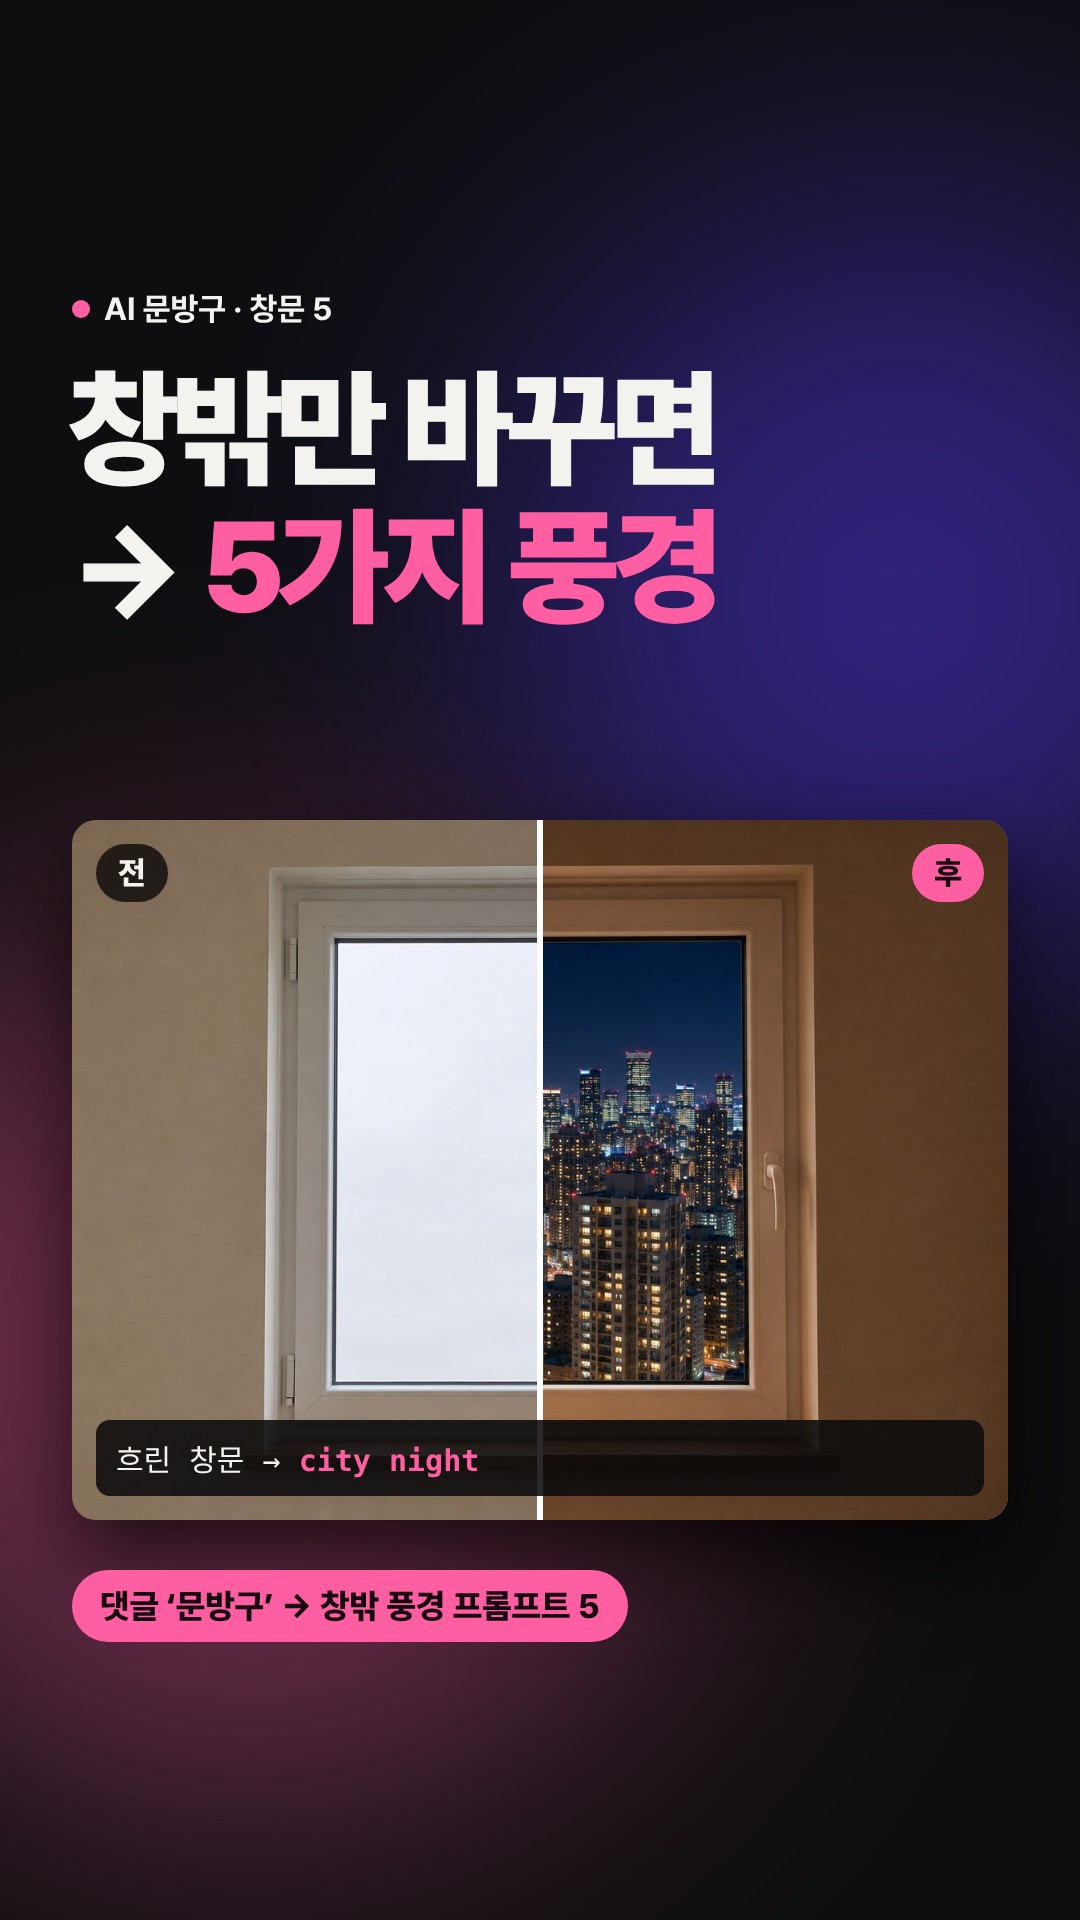 AI 문방구 · 창문 5
창밖만 바꾸면
→ 5가지 풍경
전
후
흐린 창문 → city night
댓글 ‘문방구’ → 창밖 풍경 프롬프트 5